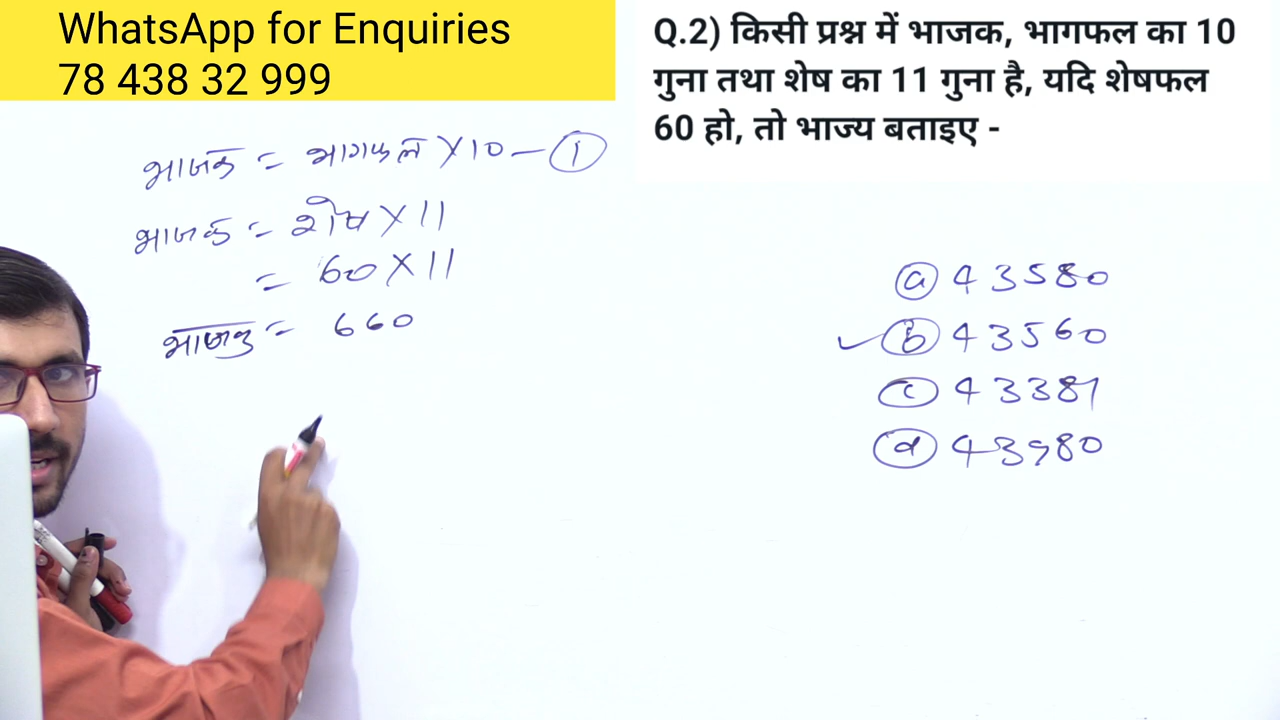 WhatsApp for Enquiries
78 438 32 999
Q.2) किसी प्रश्न में भाजक, भागफल का 10
गुना तथा शेष का 11 गुना है, यदि शेषफल
60 हो, तो भाज्य बताइए -
भाजक = भागफल X 10 — ①
भाजक = शेष X 11
= 60 X 11
भाजक = 660
ⓐ 43580
✓ ⓑ 43560
ⓒ 43381
ⓓ 43980